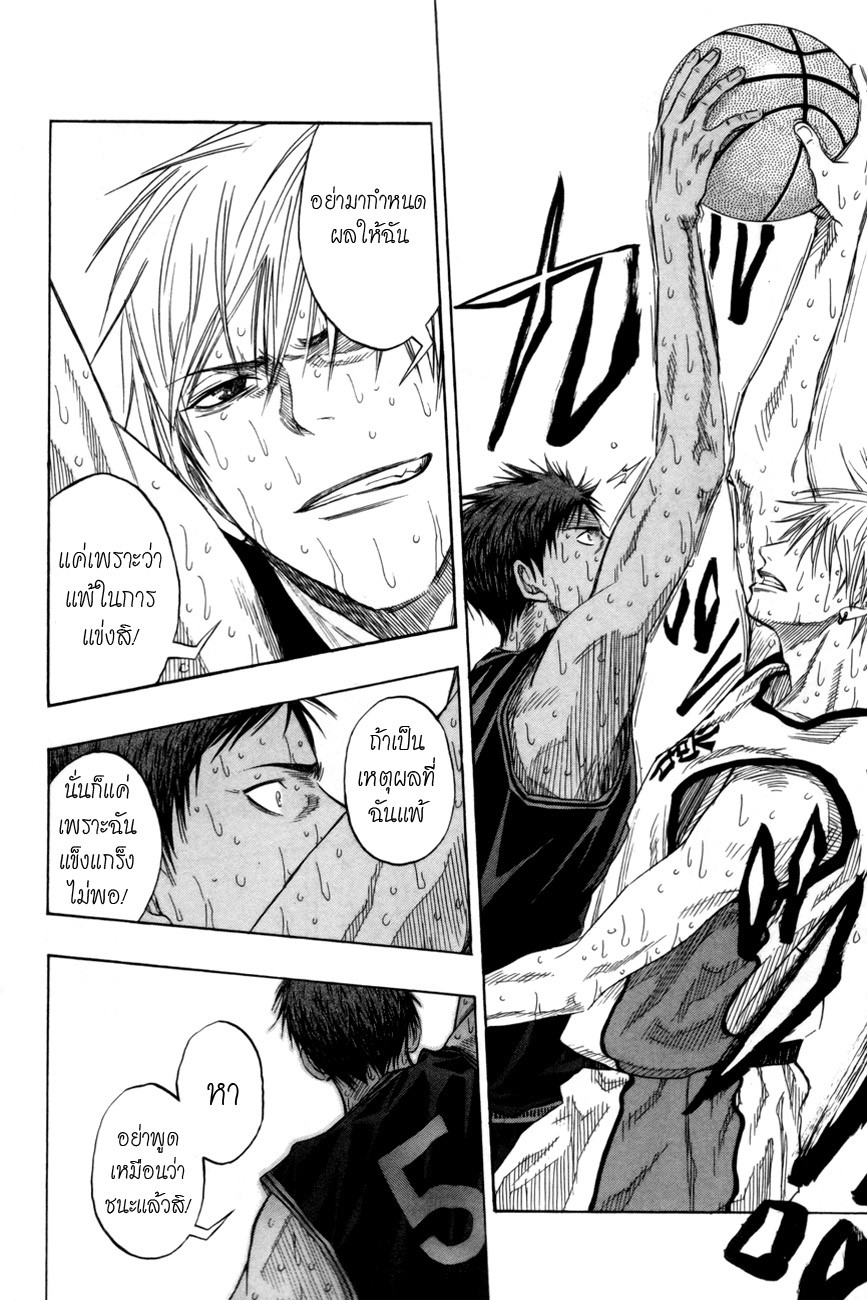 อย่ามากำหนด
ผลให้ฉัน
แค่เพราะว่า
แพ้ในการ
แข่งสิ!
ถ้าเป็น
เหตุผลที่
ฉันแพ้
นั่นก็แค่
เพราะฉัน
แข็งแกร็ง
ไม่พอ!
หา
อย่าพูด
เหมือนว่า
ชนะแล้วสิ!
5